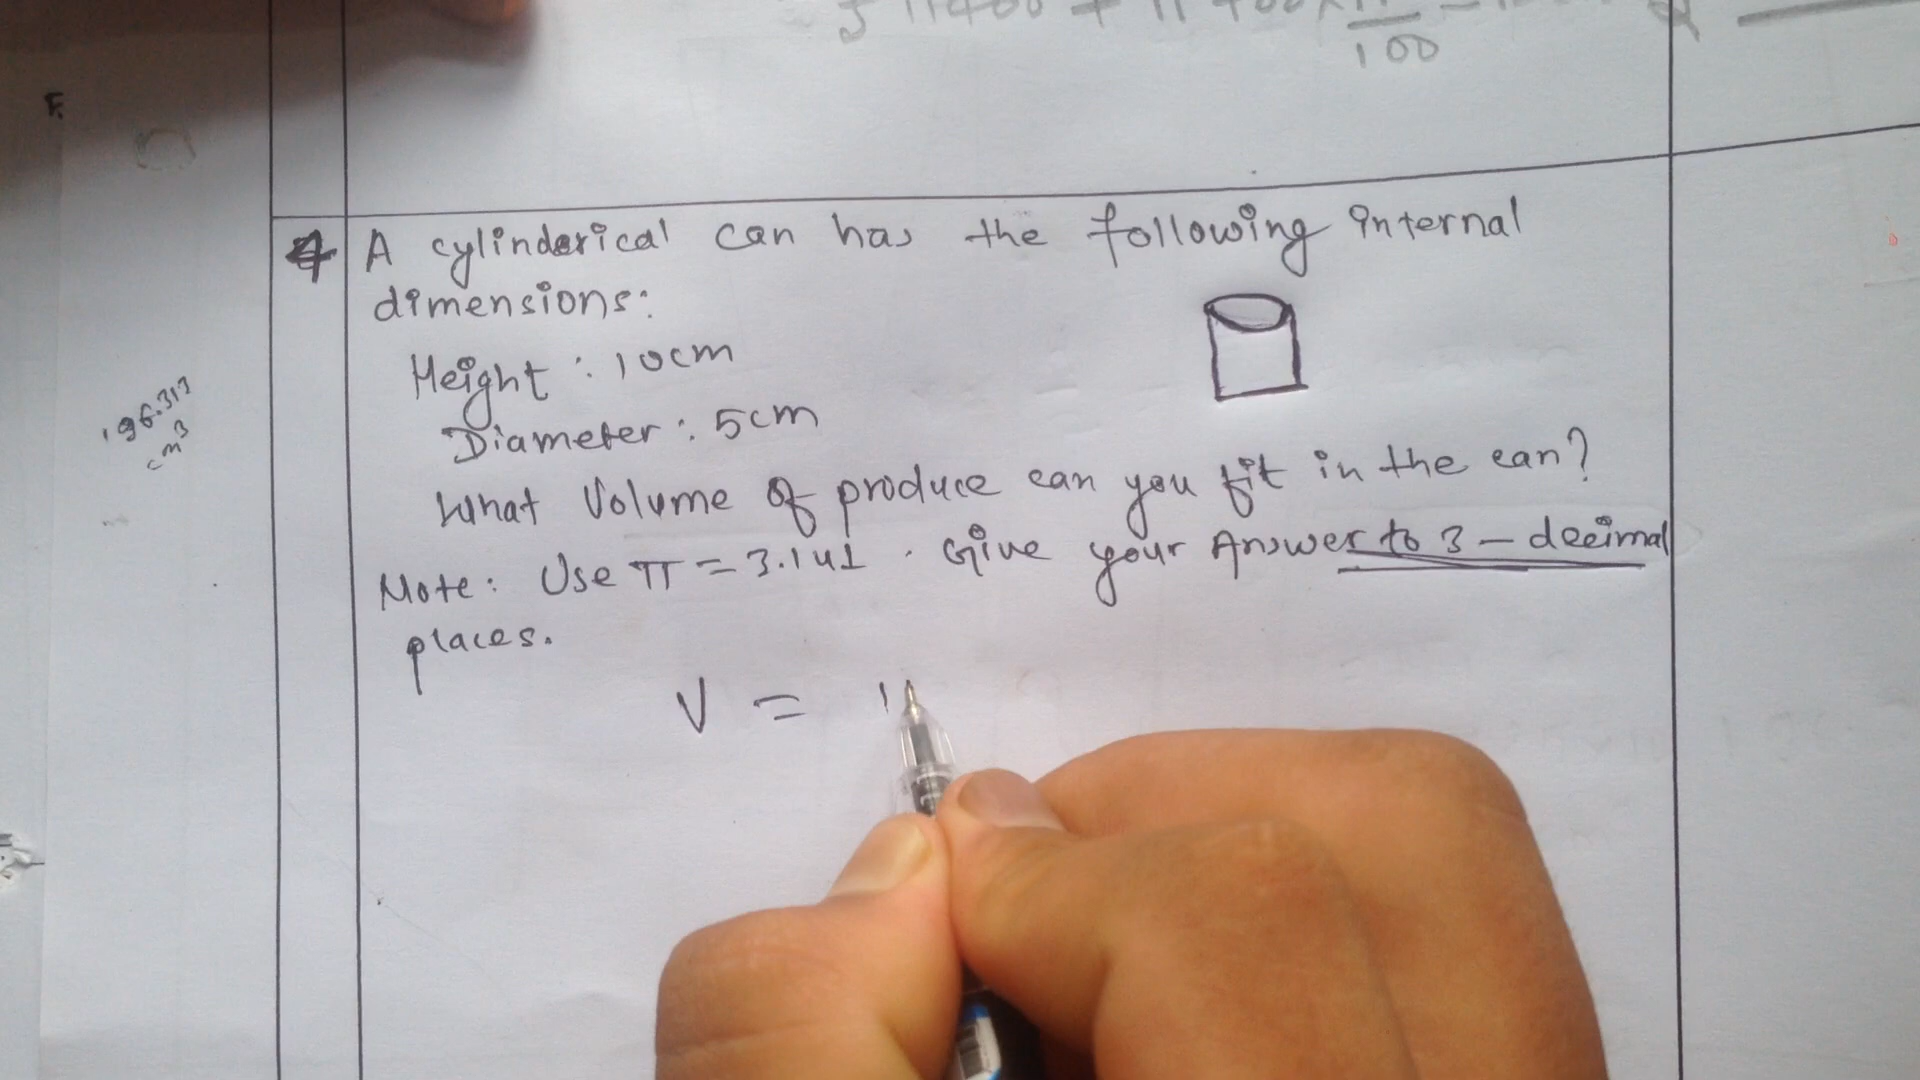 100
F.
4 A cylinderical can has the following internal
dimensions:
Height : 10cm
Diameter : 5cm
196.313
cm3
What Volume of produce can you fit in the can?
Note: Use π = 3.141 . Give your Answer to 3 - decimal
places.
V =